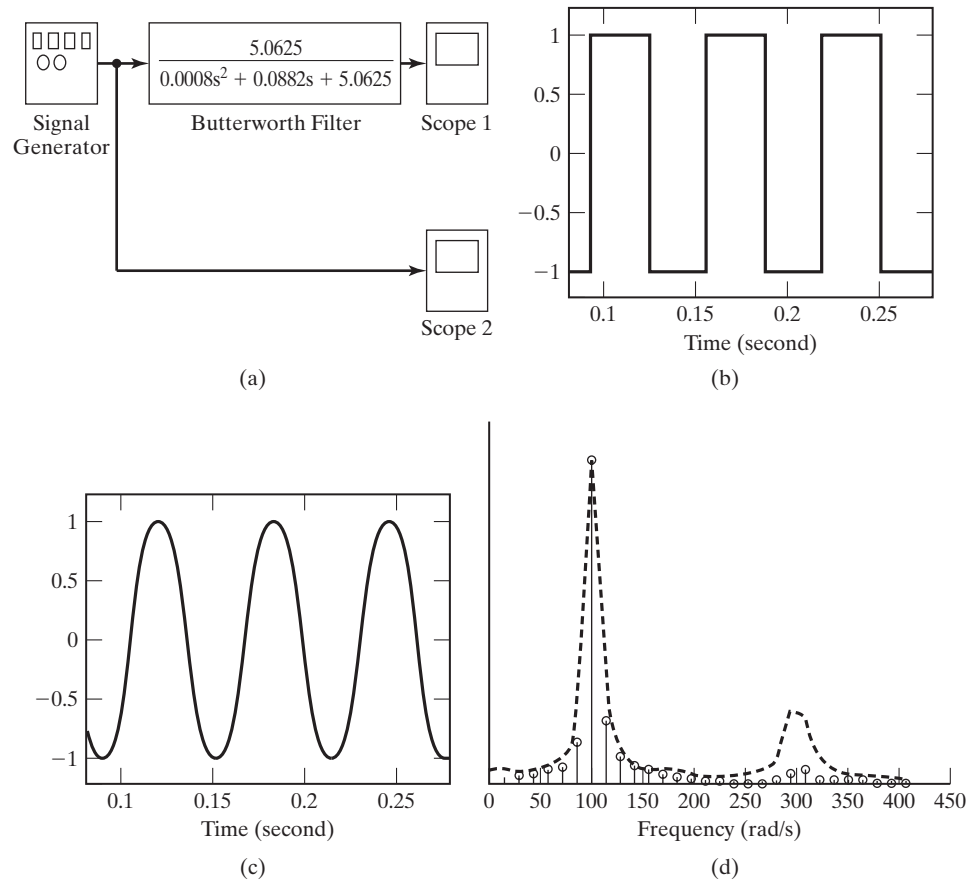 5.0625
0.0008s² + 0.0882s + 5.0625
Signal
Generator
Butterworth Filter
Scope 1
Scope 2
(a)
1
0.5
0
−0.5
−1
0.1 0.15 0.2 0.25
Time (second)
(b)
1
0.5
0
−0.5
−1
0.1 0.15 0.2 0.25
Time (second)
(c)
0 50 100 150 200 250 300 350 400 450
Frequency (rad/s)
(d)